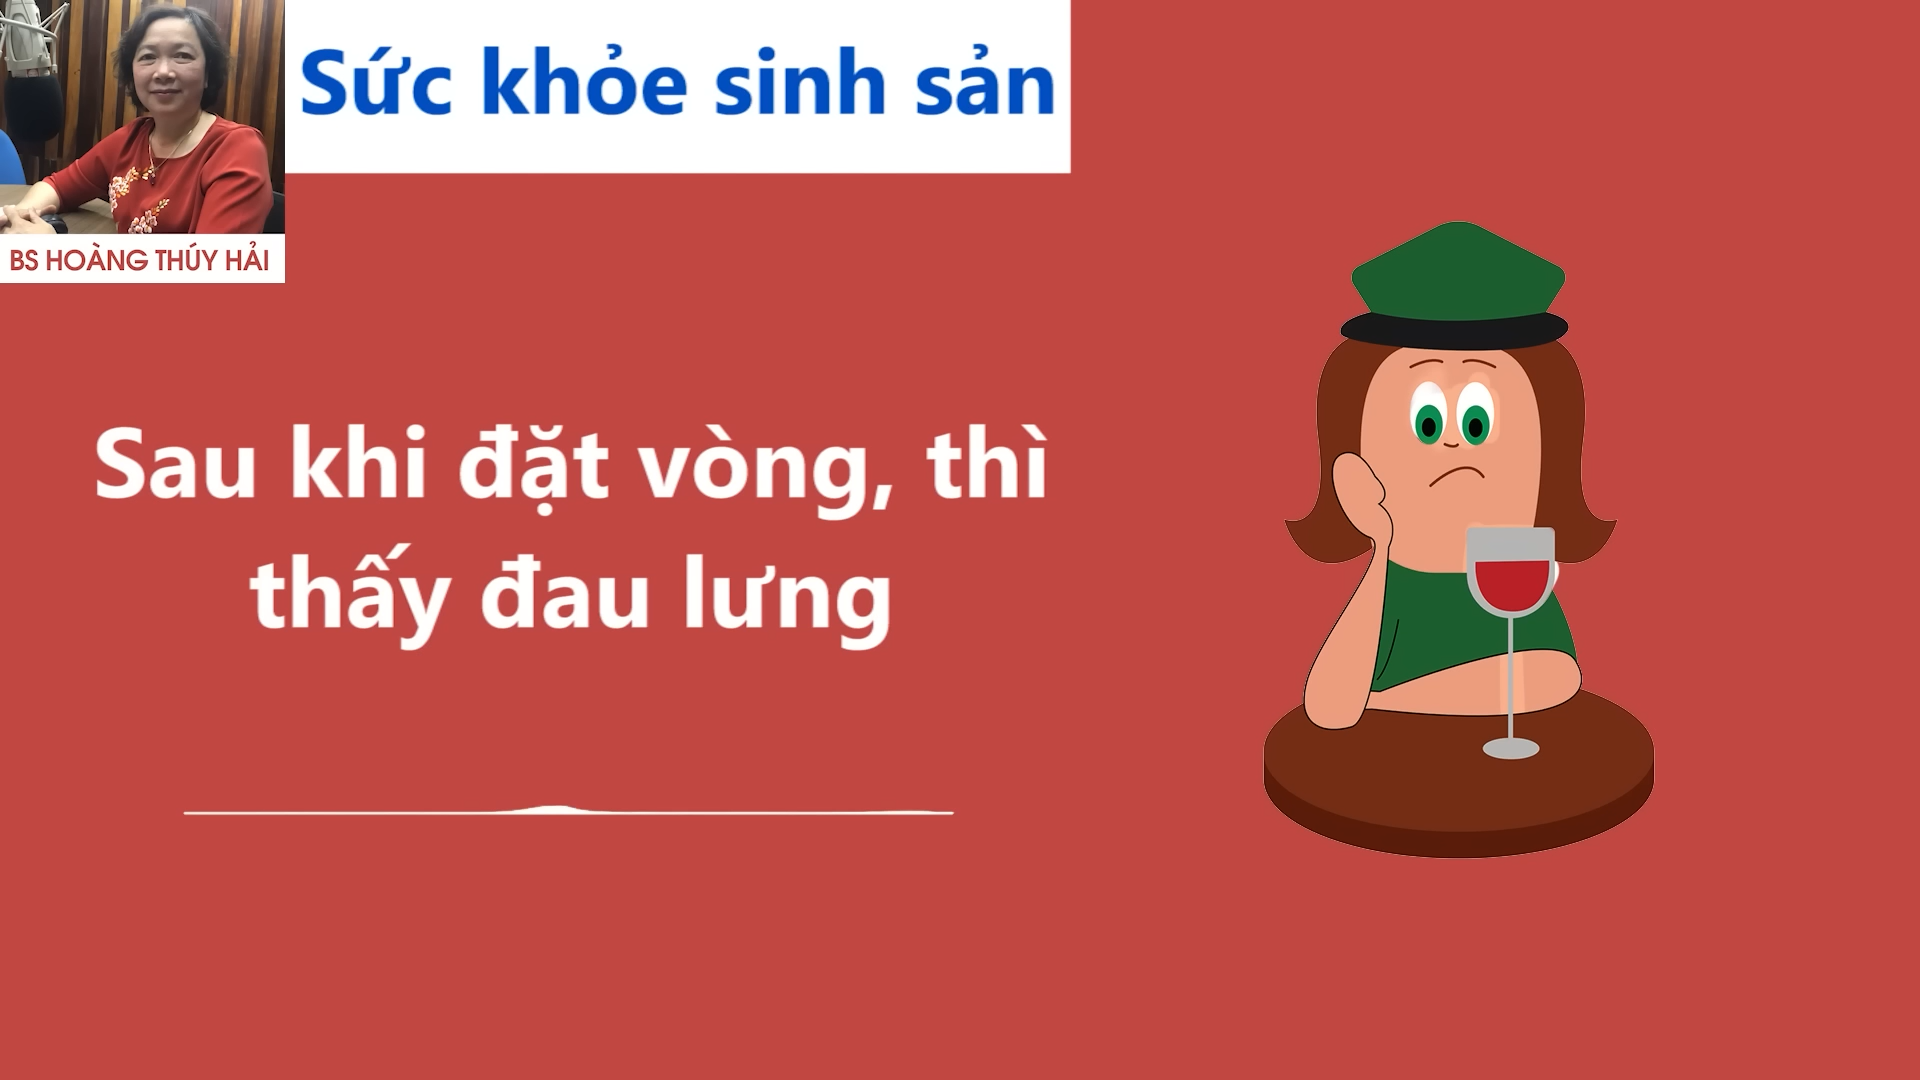 Sức khỏe sinh sản
BS HOÀNG THÚY HẢI
Sau khi đặt vòng, thì
thấy đau lưng